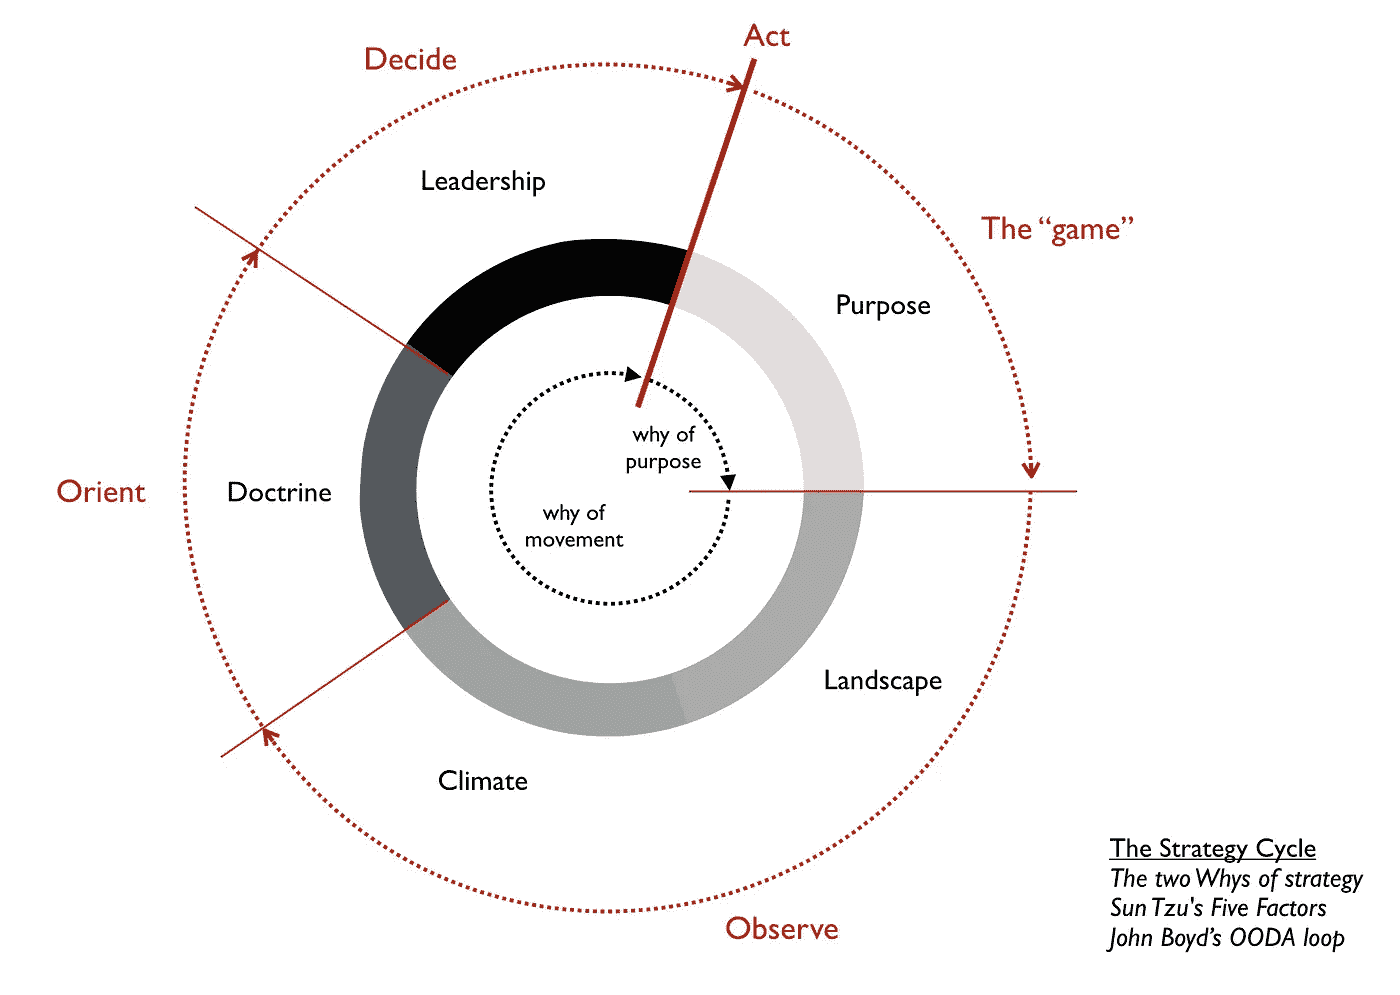 Act
Decide
Leadership
The “game”
Purpose
why of
purpose
Orient
Doctrine
why of
movement
Landscape
Climate
Observe
The Strategy Cycle
The two Whys of strategy
Sun Tzu's Five Factors
John Boyd’s OODA loop